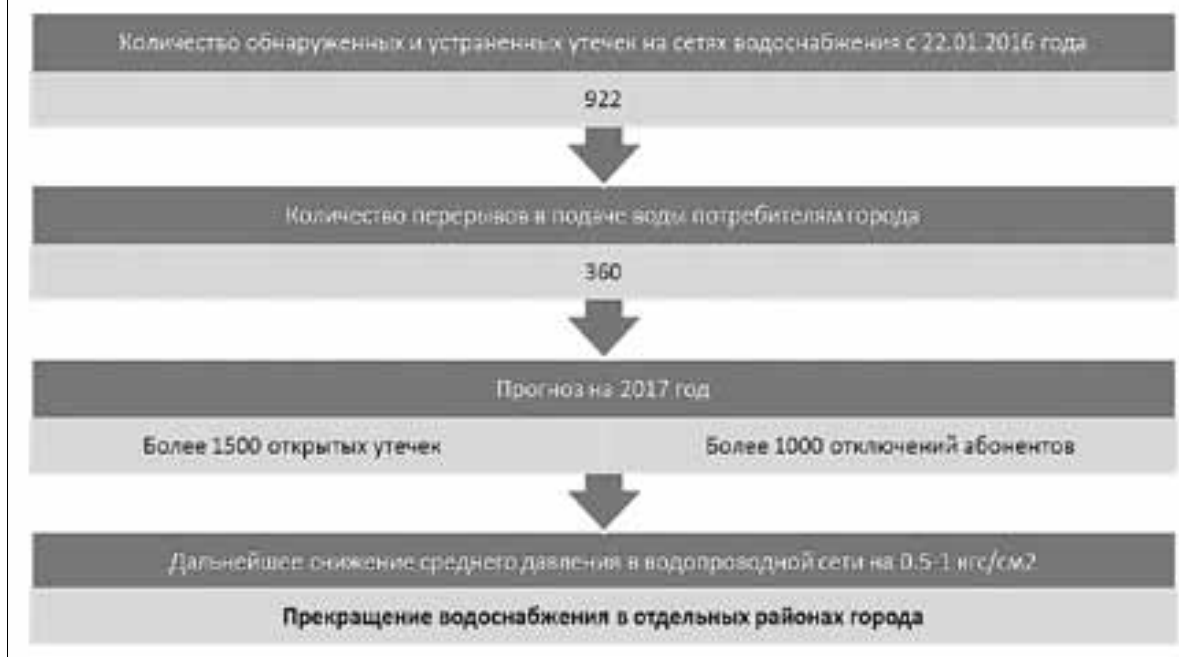 Количество обнаруженных и устраненных утечек на сетях водоснабжения с 22.01.2016 года
922
Количество перерывов в подаче воды потребителям города
360
Прогноз на 2017 год
Более 1500 открытых утечек
Более 1000 отключений абонентов
Дальнейшее снижение среднего давления в водопроводной сети на 0.5-1 кгс/см2
Прекращение водоснабжения в отдельных районах города